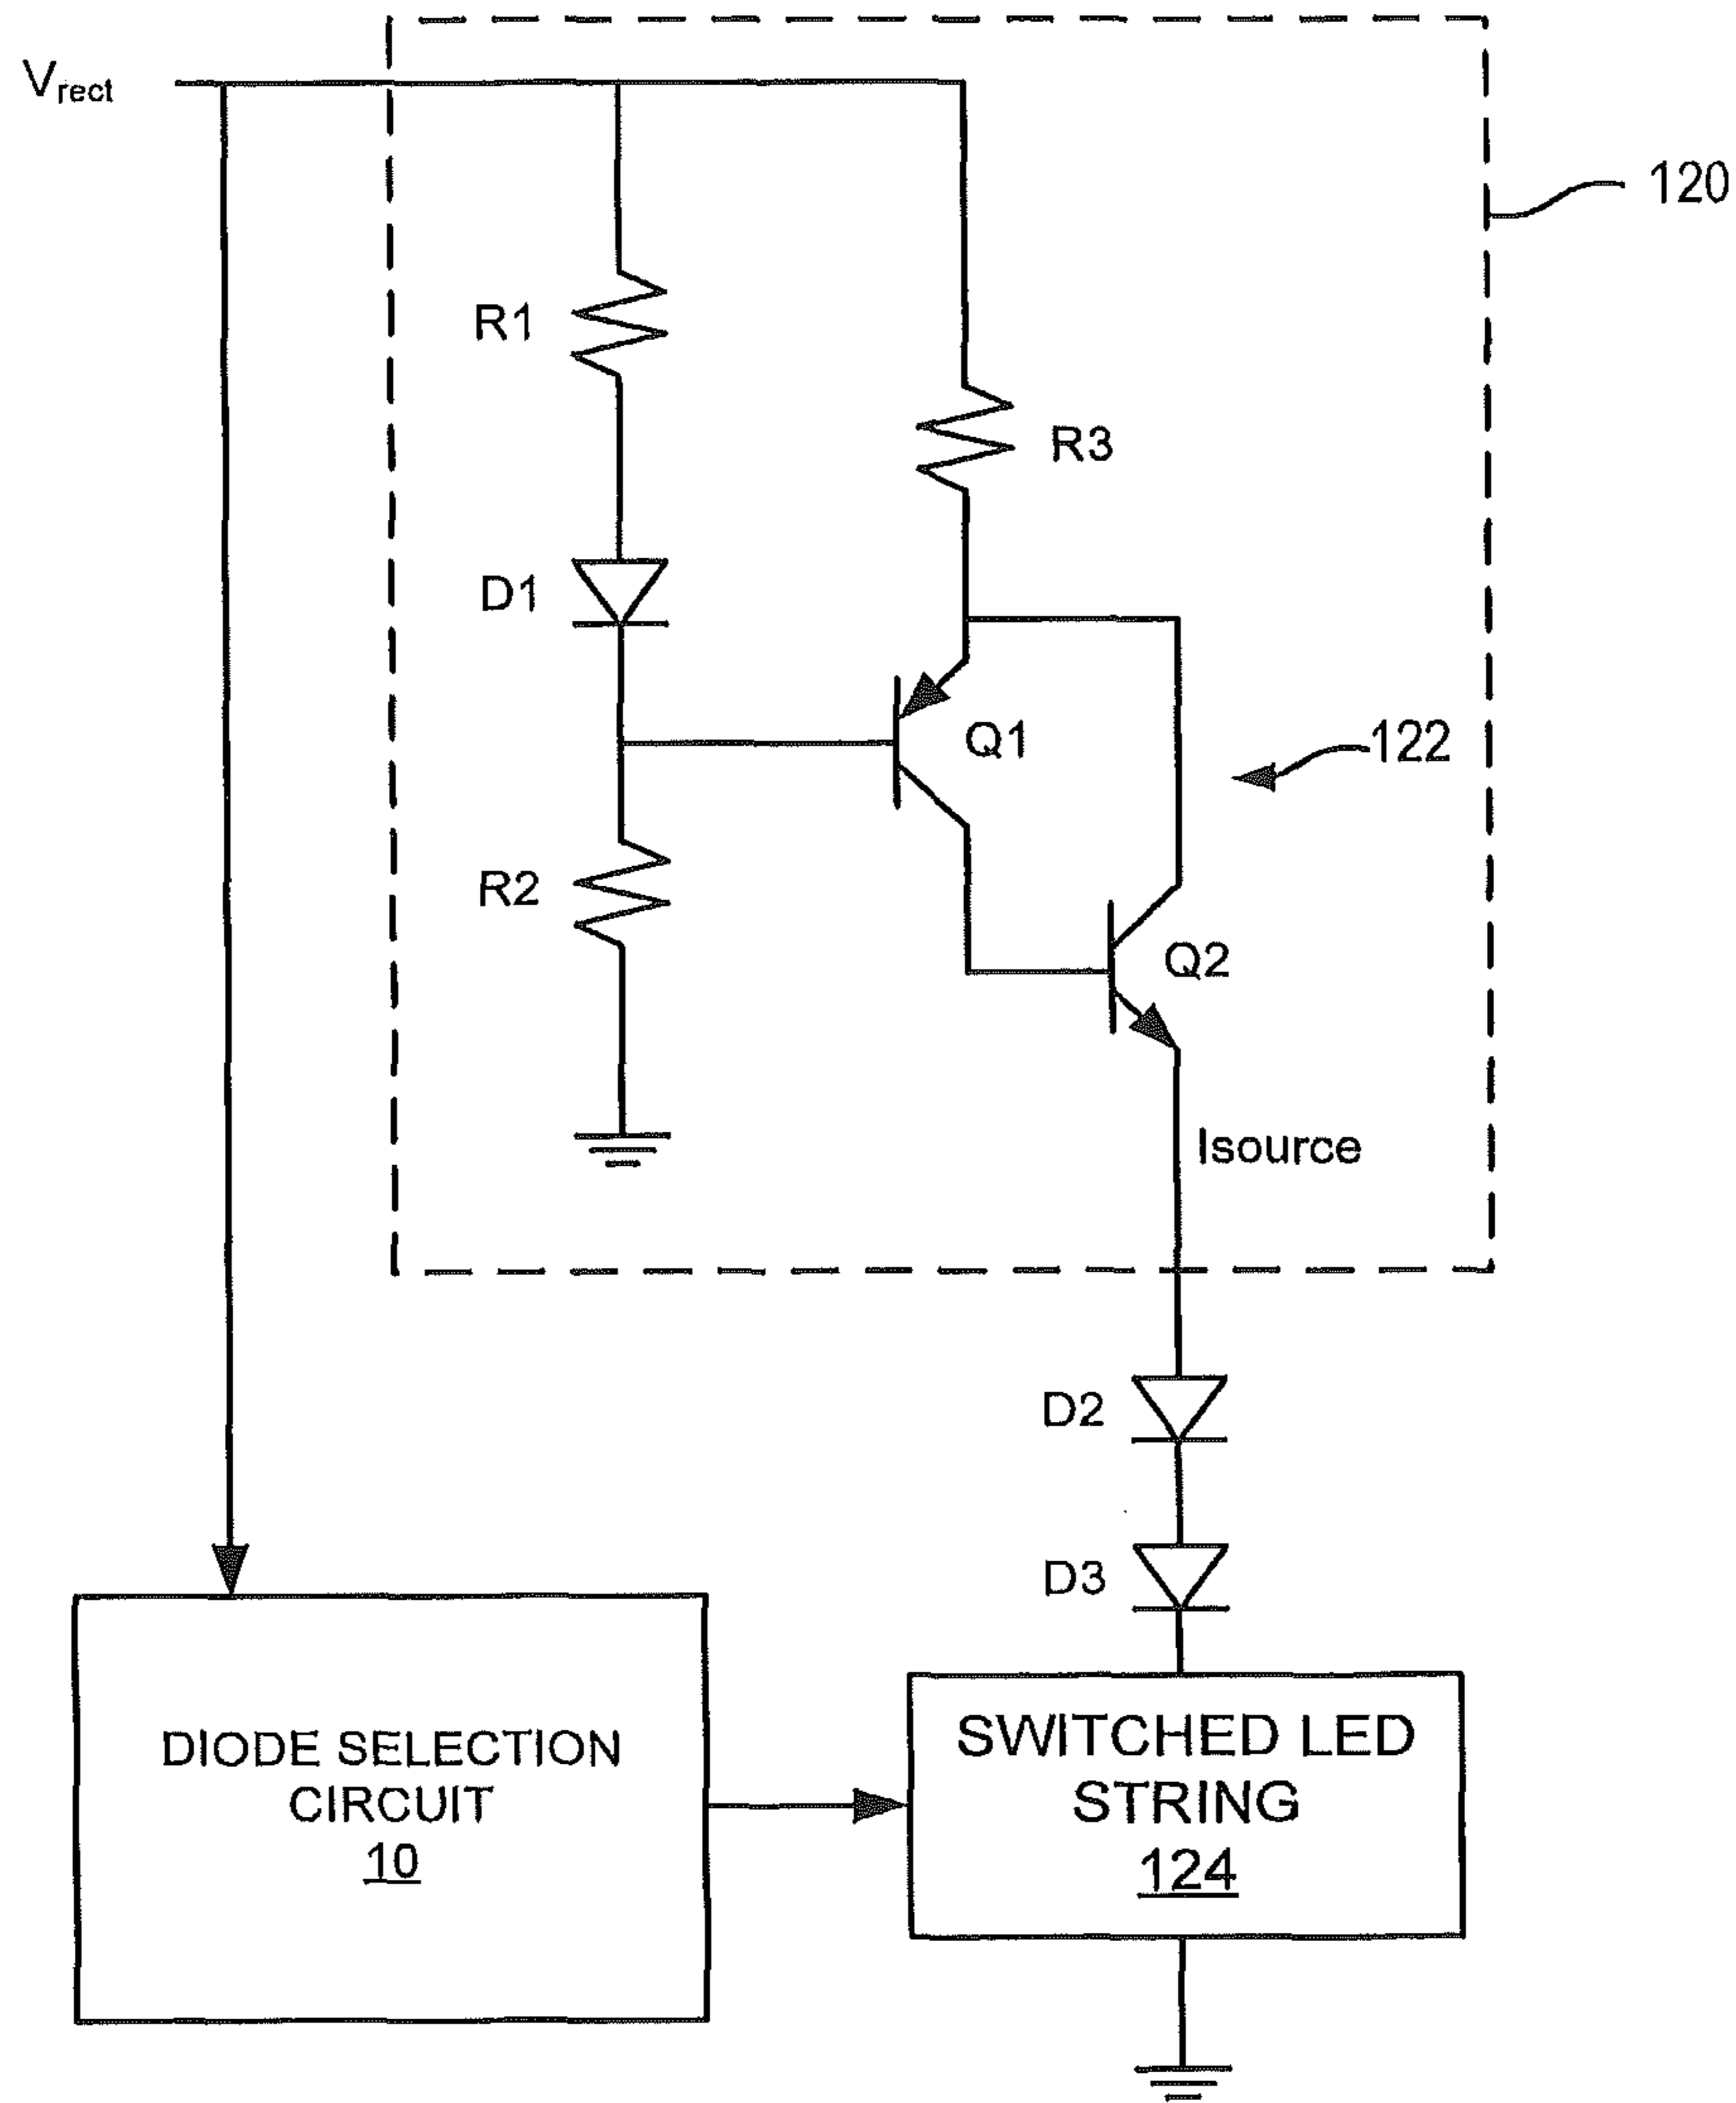 Vrect
120
R1
R3
D1
Q1
122
R2
Q2
Isource
D2
D3
DIODE SELECTION
CIRCUIT
10
SWITCHED LED
STRING
124